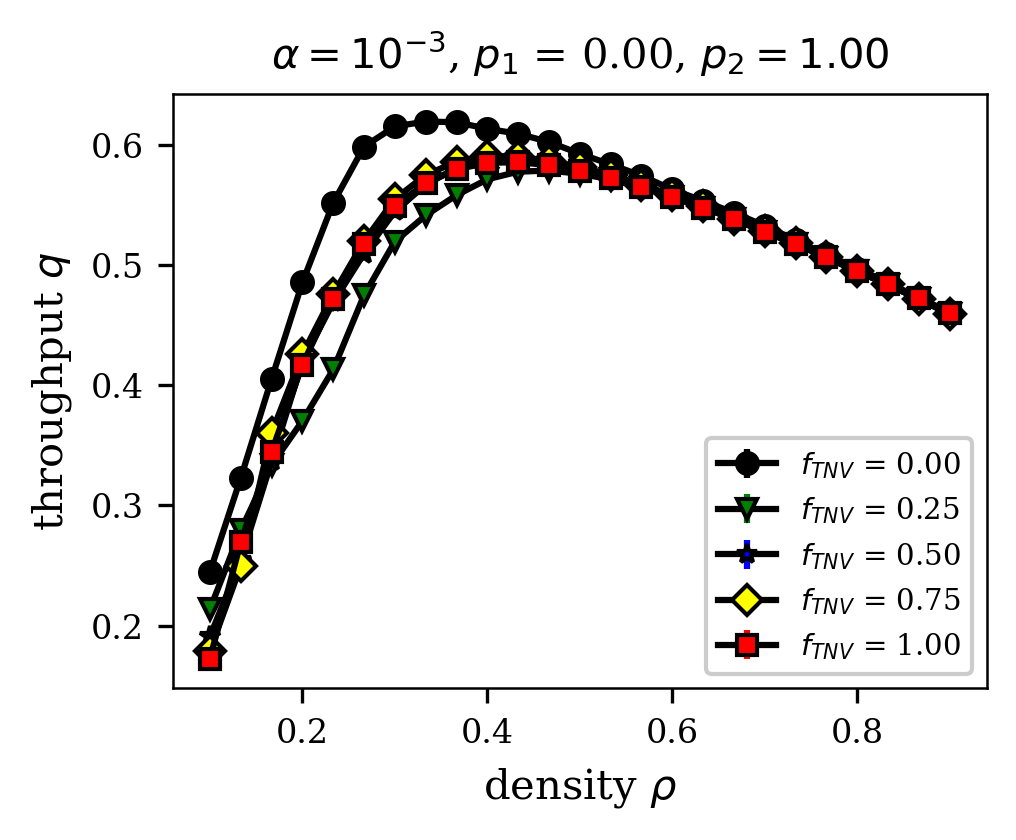 α = 10⁻³, p₁ = 0.00, p₂ = 1.00
throughput q
0.6
0.5
0.4
0.3
0.2
f_TNV = 0.00
f_TNV = 0.25
f_TNV = 0.50
f_TNV = 0.75
f_TNV = 1.00
0.2 0.4 0.6 0.8
density ρ